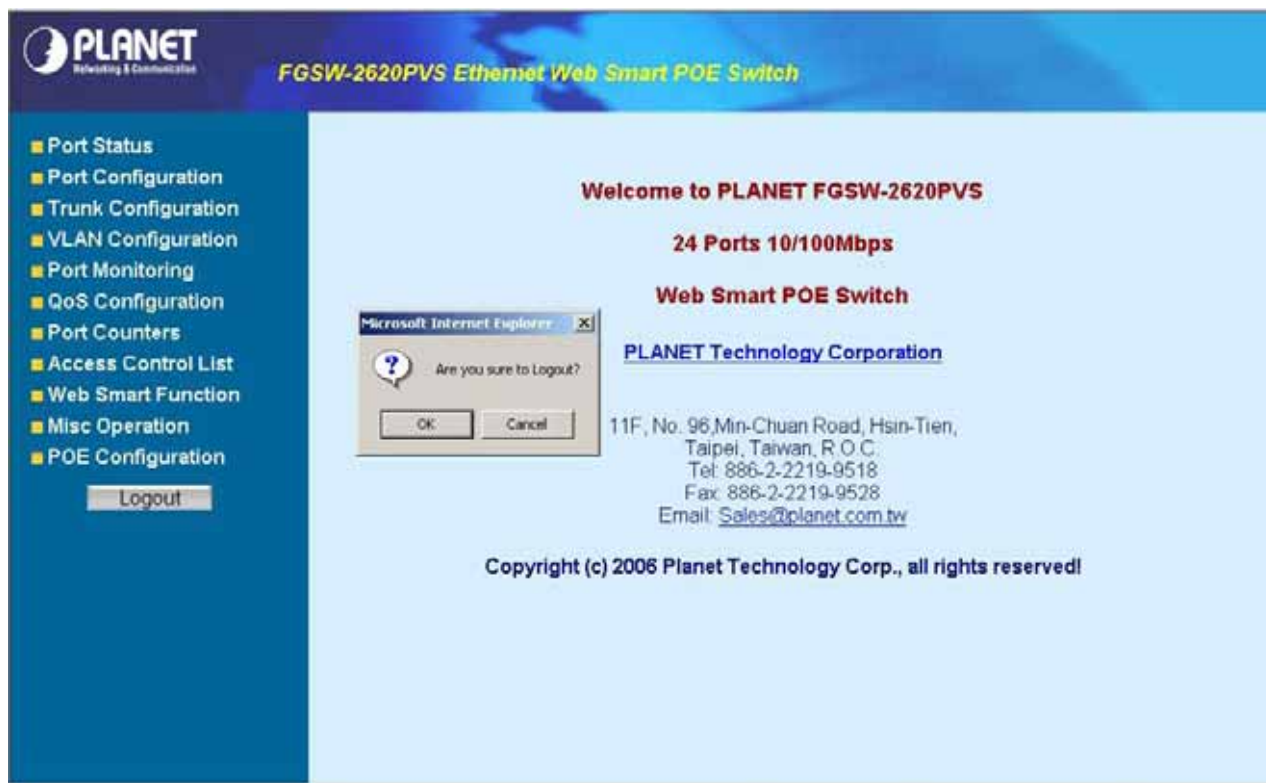 PLANET
Networking & Communication
FGSW-2620PVS Ethernet Web Smart POE Switch
Port Status
Port Configuration
Trunk Configuration
VLAN Configuration
Port Monitoring
QoS Configuration
Port Counters
Access Control List
Web Smart Function
Misc Operation
POE Configuration
Logout
Welcome to PLANET FGSW-2620PVS
24 Ports 10/100Mbps
Web Smart POE Switch
PLANET Technology Corporation
Microsoft Internet Explorer
Are you sure to Logout?
OK
Cancel
11F, No. 96,Min-Chuan Road, Hsin-Tien,
Taipei, Taiwan, R.O.C.
Tel: 886-2-2219-9518
Fax: 886-2-2219-9528
Email: Sales@planet.com.tw
Copyright (c) 2006 Planet Technology Corp., all rights reserved!